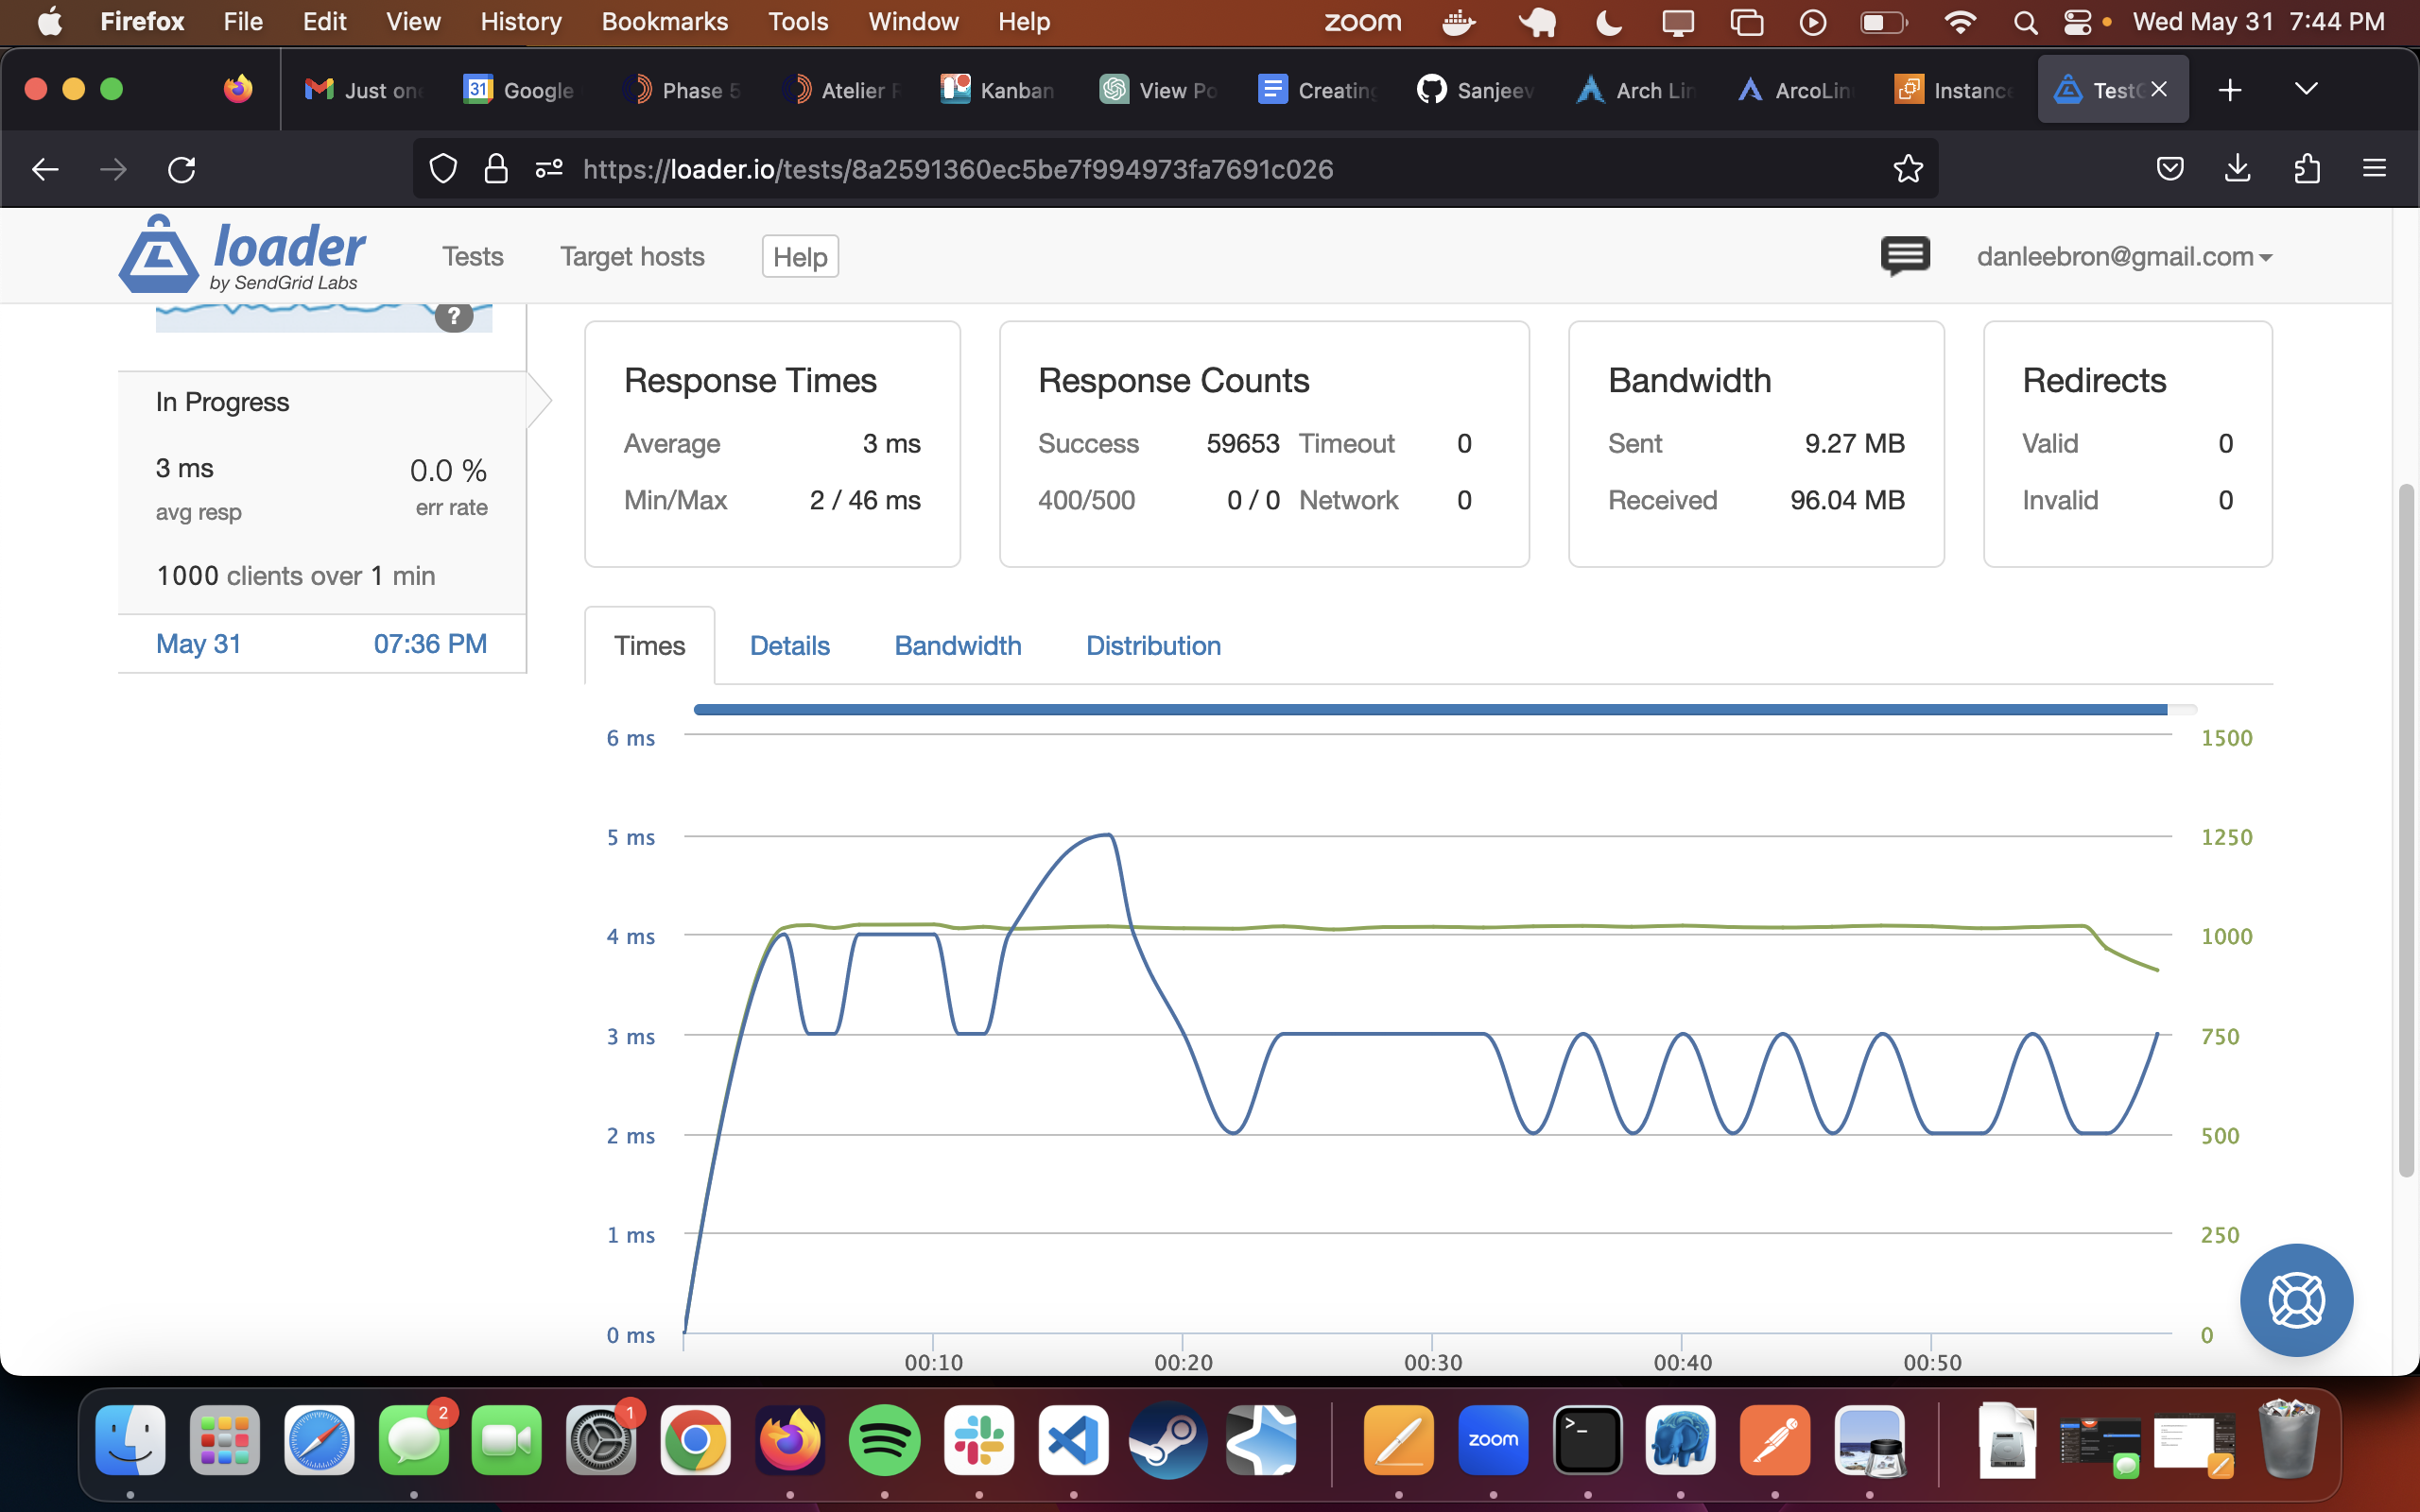 Firefox File Edit View History Bookmarks Tools Window Help zoom Wed May 31 7:44 PM
Just one Google Phase 5 Atelier Kanban View Po Creating Sanjeev Arch Lin ArcoLin Instance Test
31
https://loader.io/tests/8a2591360ec5be7f994973fa7691c026
loader
by SendGrid Labs
Tests Target hosts Help danleebron@gmail.com
?
In Progress
3 ms 0.0 %
avg resp err rate
1000 clients over 1 min
May 31 07:36 PM
Response Times
Average 3 ms
Min/Max 2 / 46 ms
Response Counts
Success 59653 Timeout 0
400/500 0 / 0 Network 0
Bandwidth
Sent 9.27 MB
Received 96.04 MB
Redirects
Valid 0
Invalid 0
Times Details Bandwidth Distribution
6 ms 1500
5 ms 1250
4 ms 1000
3 ms 750
2 ms 500
1 ms 250
0 ms 0
00:10 00:20 00:30 00:40 00:50
2 1
zoom
>_